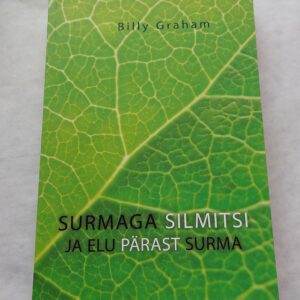 Billy Graham
SURMAGA SILMITSI
JA ELU PÄRAST SURMA